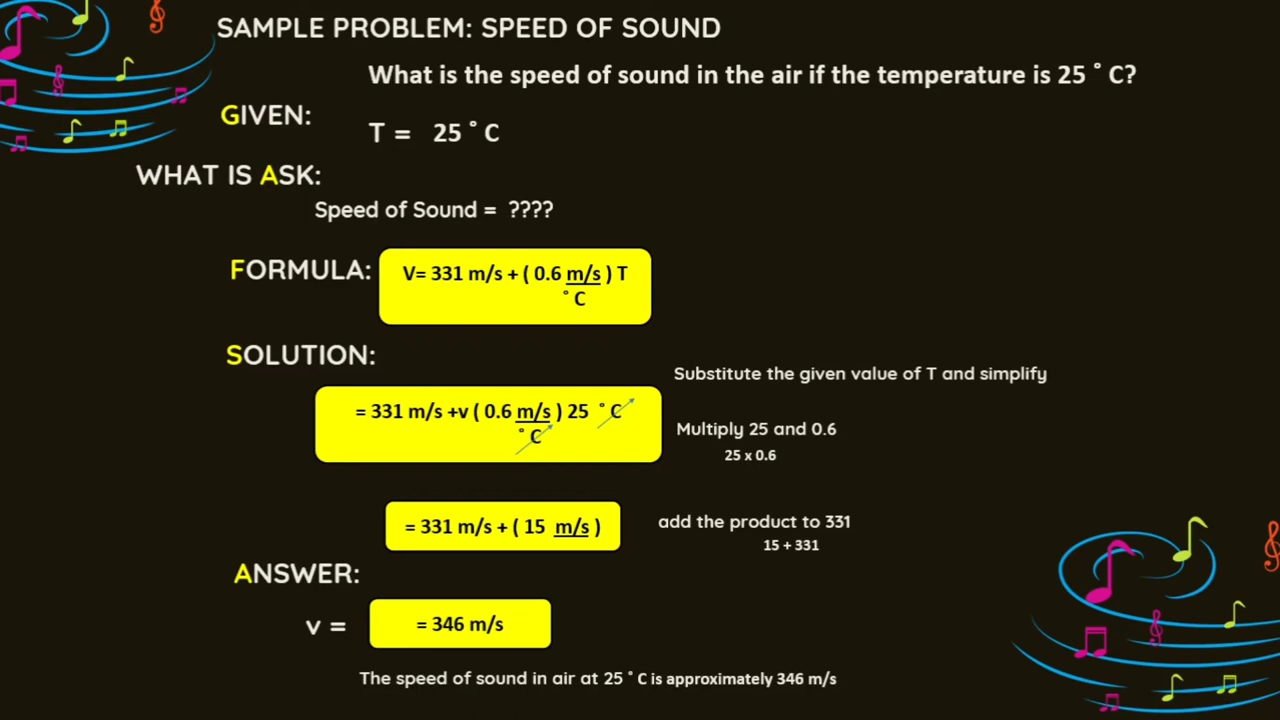 SAMPLE PROBLEM: SPEED OF SOUND
What is the speed of sound in the air if the temperature is 25 ° C?
GIVEN:
T = 25 ° C
WHAT IS ASK:
Speed of Sound = ????
FORMULA:
V= 331 m/s + ( 0.6 m/s ) T
° C
SOLUTION:
Substitute the given value of T and simplify
= 331 m/s +v ( 0.6 m/s ) 25 ° C
° C
Multiply 25 and 0.6
25 x 0.6
= 331 m/s + ( 15 m/s )
add the product to 331
15 + 331
ANSWER:
v =
= 346 m/s
The speed of sound in air at 25 ° C is approximately 346 m/s